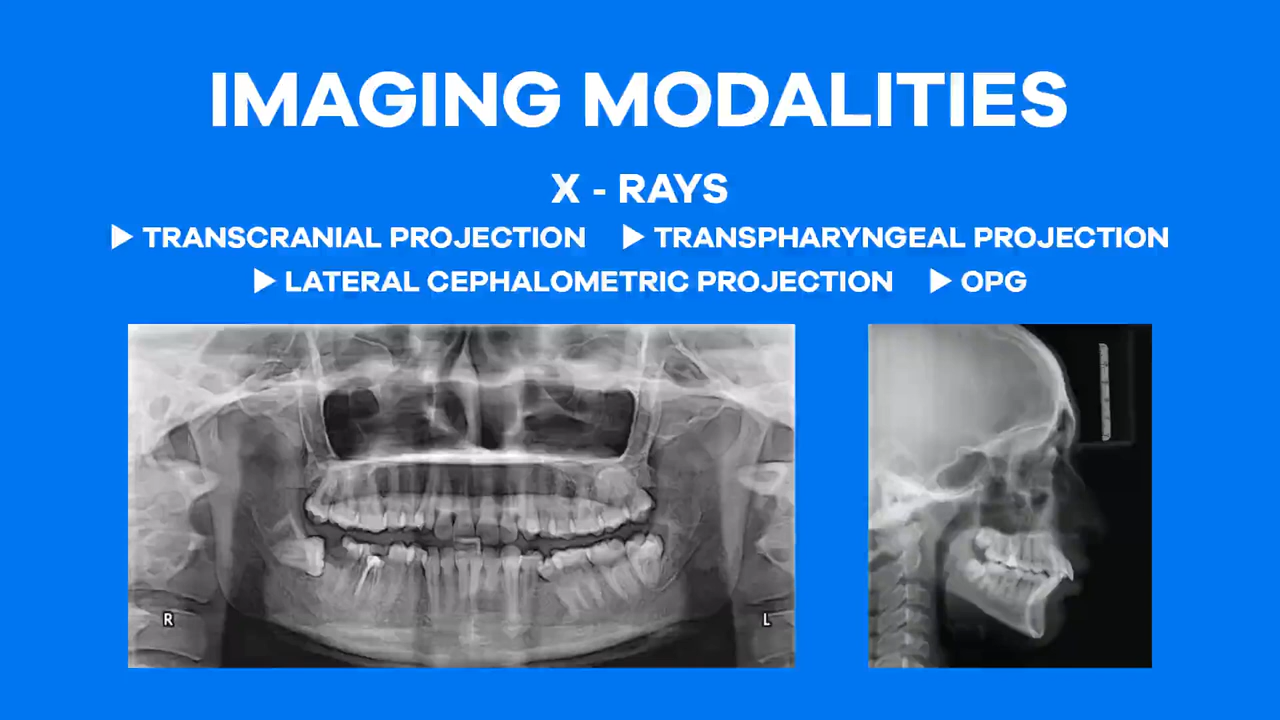 IMAGING MODALITIES
X - RAYS
▶ TRANSCRANIAL PROJECTION ▶ TRANSPHARYNGEAL PROJECTION
▶ LATERAL CEPHALOMETRIC PROJECTION ▶ OPG
R L